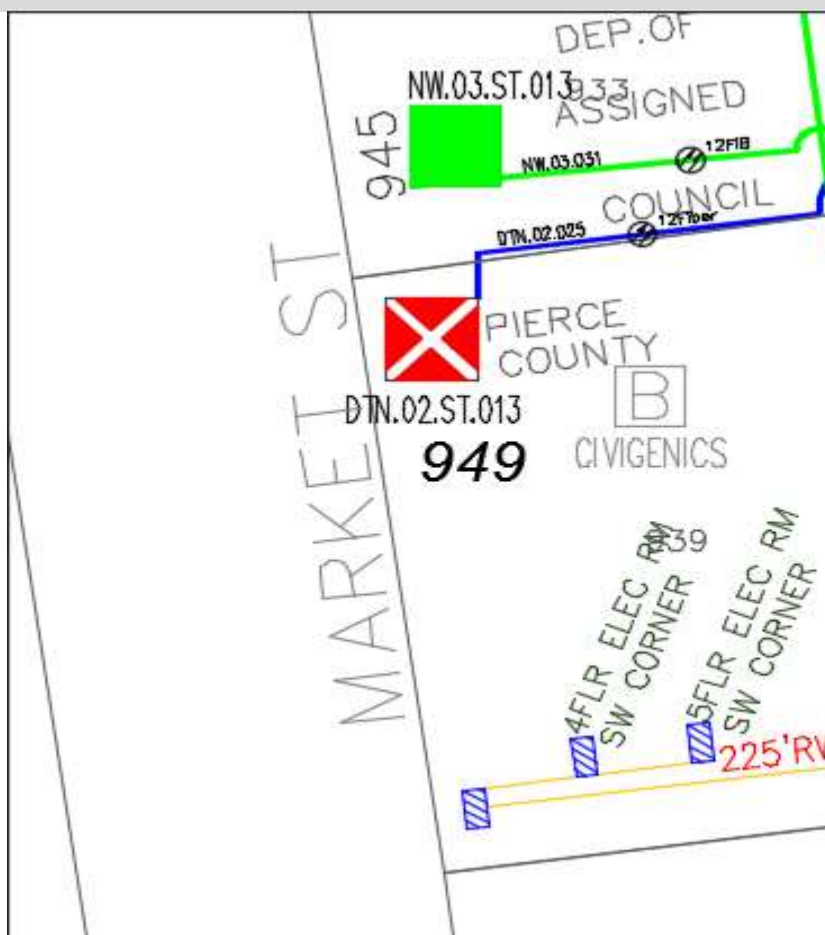 DEP.OF
NW.03.ST.013
933
ASSIGNED
945
12FIB
NW.03.031
COUNCIL
12Fiber
DTN.02.025
MARKET ST
PIERCE
COUNTY
DTN.02.ST.013
B
949
CIVIGENICS
939
4FLR ELEC RM
SW CORNER
5FLR ELEC RM
SW CORNER